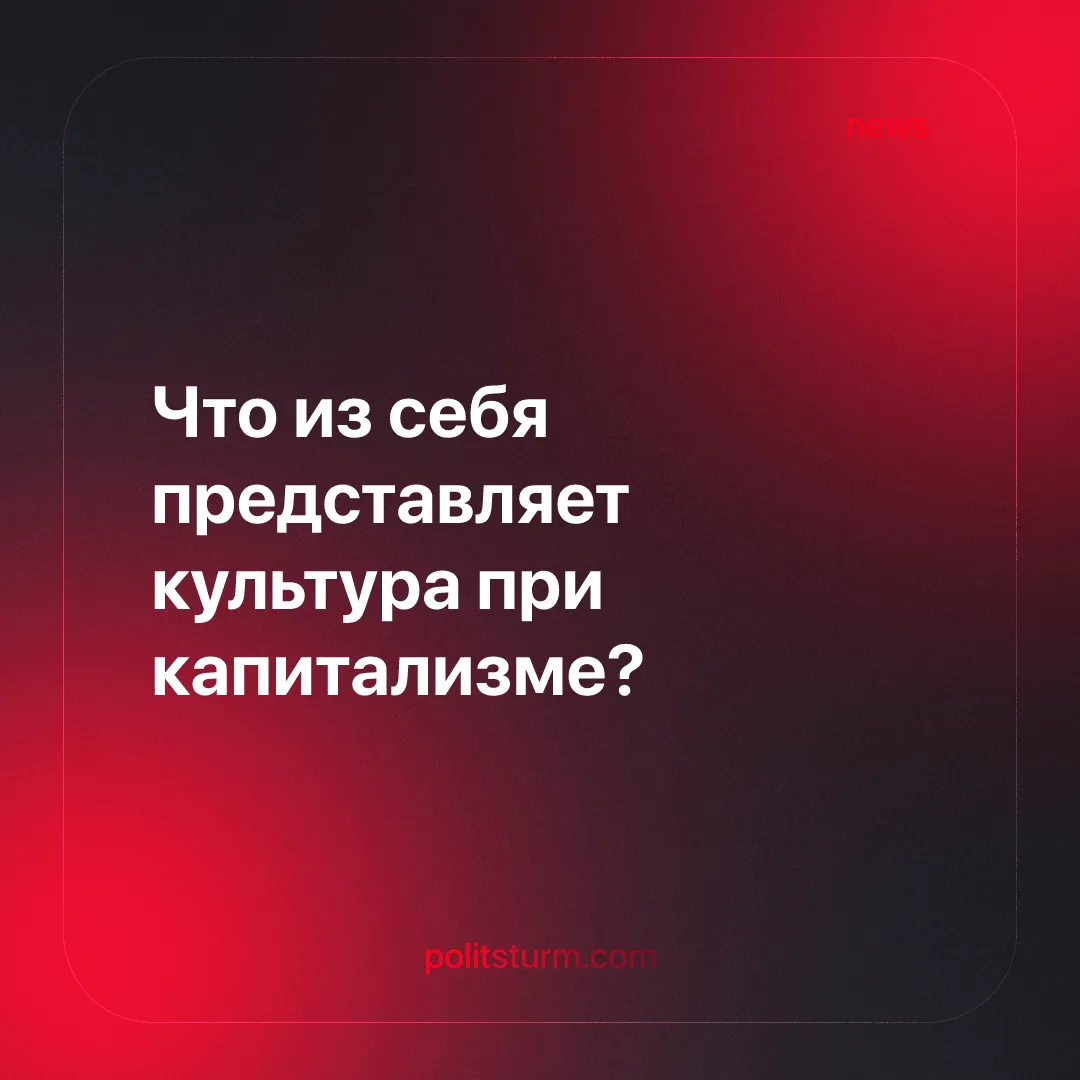 news
Что из себя
представляет
культура при
капитализме?
politsturm.com